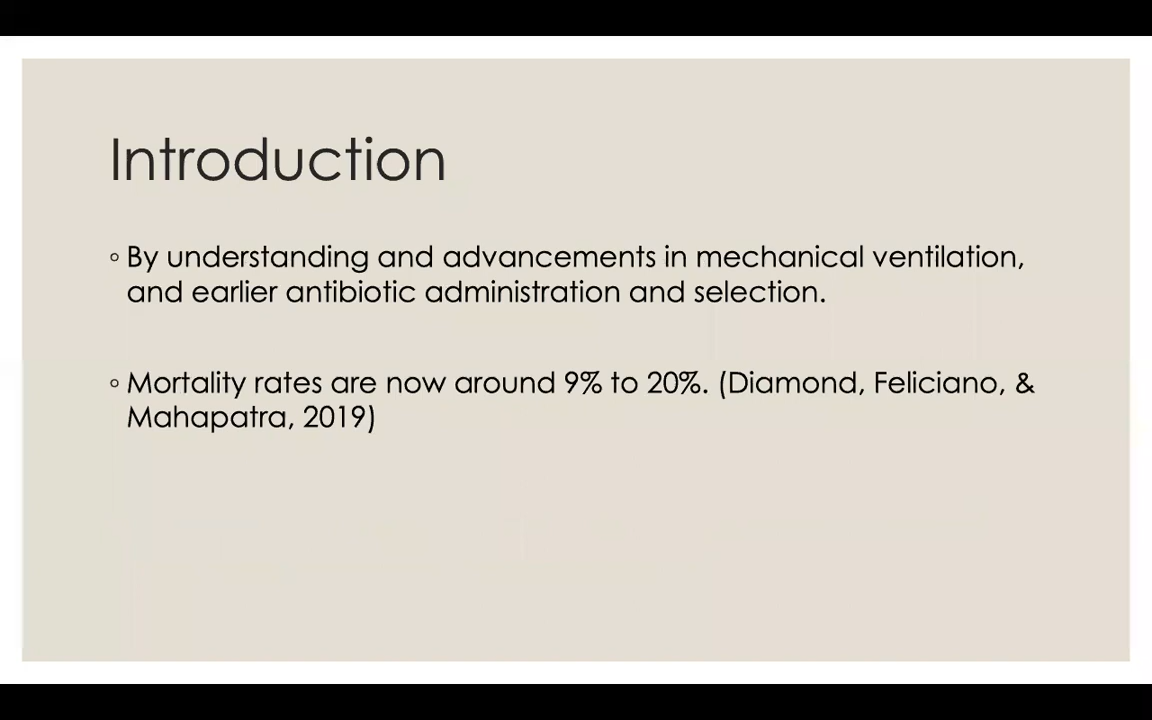 Introduction
◦ By understanding and advancements in mechanical ventilation,
and earlier antibiotic administration and selection.
◦ Mortality rates are now around 9% to 20%. (Diamond, Feliciano, &
Mahapatra, 2019)